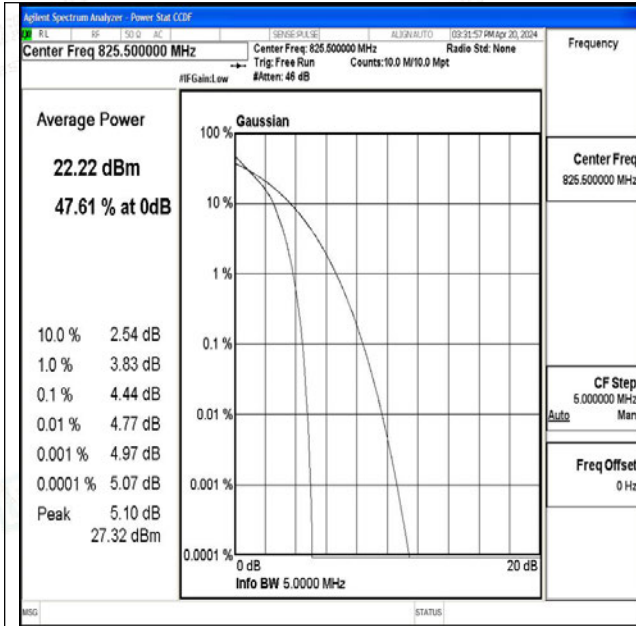 Agilent Spectrum Analyzer - Power Stat CCDF
RL RF 50 Ω AC SENSE:PULSE ALIGNAUTO 03:31:57 PM Apr 20, 2024
Center Freq 825.500000 MHz
Center Freq: 825.500000 MHz Radio Std: None
Trig: Free Run Counts:10.0 M/10.0 Mpt
#IFGain:Low #Atten: 46 dB
Frequency
Average Power
22.22 dBm
47.61 % at 0dB
10.0 % 2.54 dB
1.0 % 3.83 dB
0.1 % 4.44 dB
0.01 % 4.77 dB
0.001 % 4.97 dB
0.0001 % 5.07 dB
Peak 5.10 dB
27.32 dBm
Gaussian
100 %
10 %
1 %
0.1 %
0.01 %
0.001 %
0.0001 %
0 dB 20 dB
Info BW 5.0000 MHz
Center Freq
825.500000 MHz
CF Step
5.000000 MHz
Auto Man
Freq Offset
0 Hz
MSG STATUS